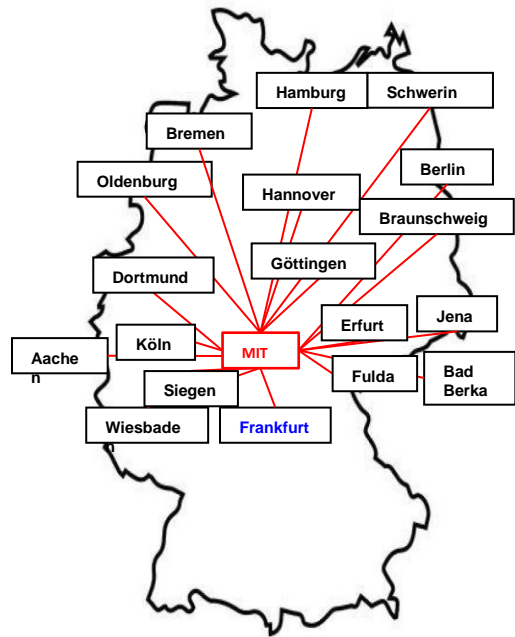 Hamburg
Schwerin
Bremen
Berlin
Oldenburg
Hannover
Braunschweig
Göttingen
Dortmund
Erfurt
Jena
Köln
MIT
Aache
n
Siegen
Fulda
Bad
Berka
Wiesbade
n
Frankfurt